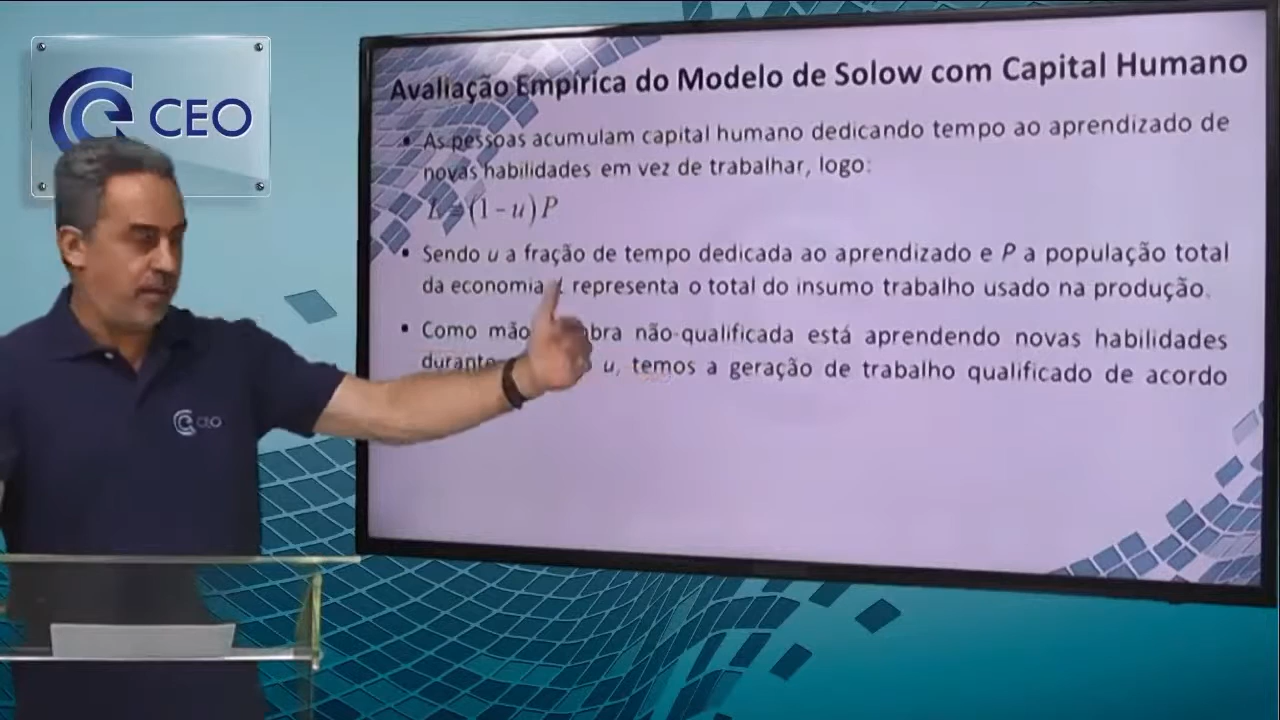 CEO
Avaliação Empírica do Modelo de Solow com Capital Humano
• As pessoas acumulam capital humano dedicando tempo ao aprendizado de
novas habilidades em vez de trabalhar, logo:
L = (1 - u) P
• Sendo u a fração de tempo dedicada ao aprendizado e P a população total
da economia L representa o total do insumo trabalho usado na produção.
• Como mão obra não-qualificada está aprendendo novas habilidades
durante u, temos a geração de trabalho qualificado de acordo
CEO